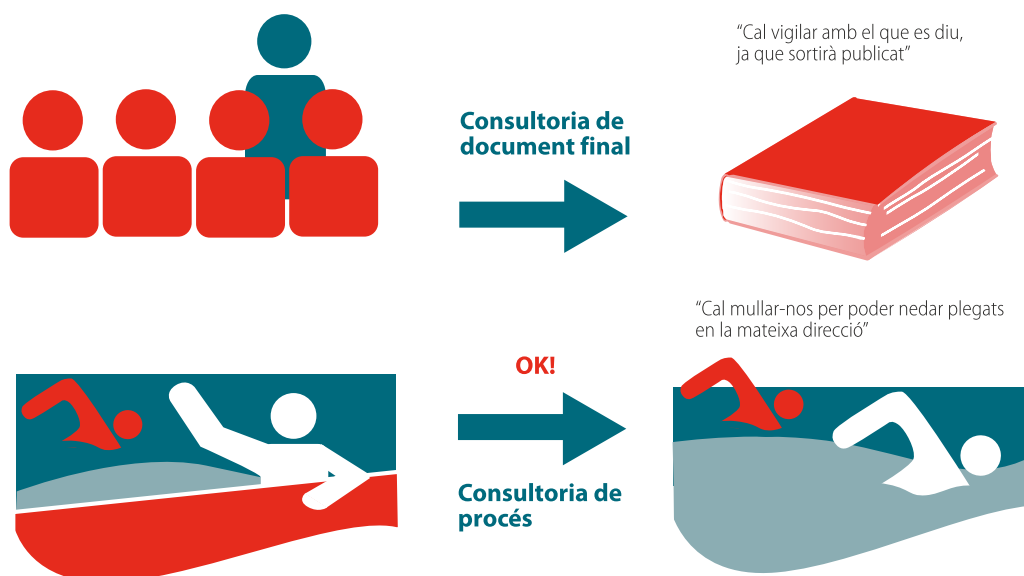 “Cal vigilar amb el que es diu,
ja que sortirà publicat”
Consultoria de
document final
“Cal mullar-nos per poder nedar plegats
en la mateixa direcció”
OK!
Consultoria de
procés